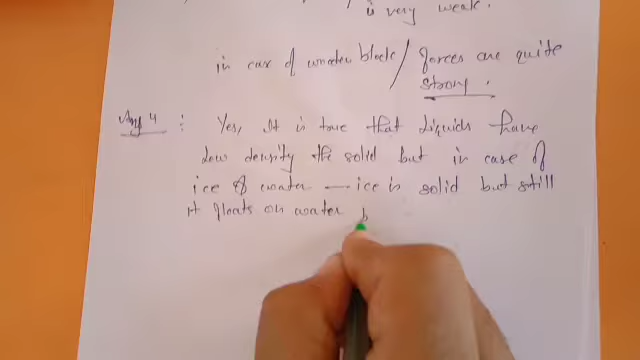 is very weak.
in case of wooden block / forces are quite
strong.
Ans 4 : Yes, It is true that liquids have
low density the solid but in case of
ice & water — ice is solid but still
it floats on water b